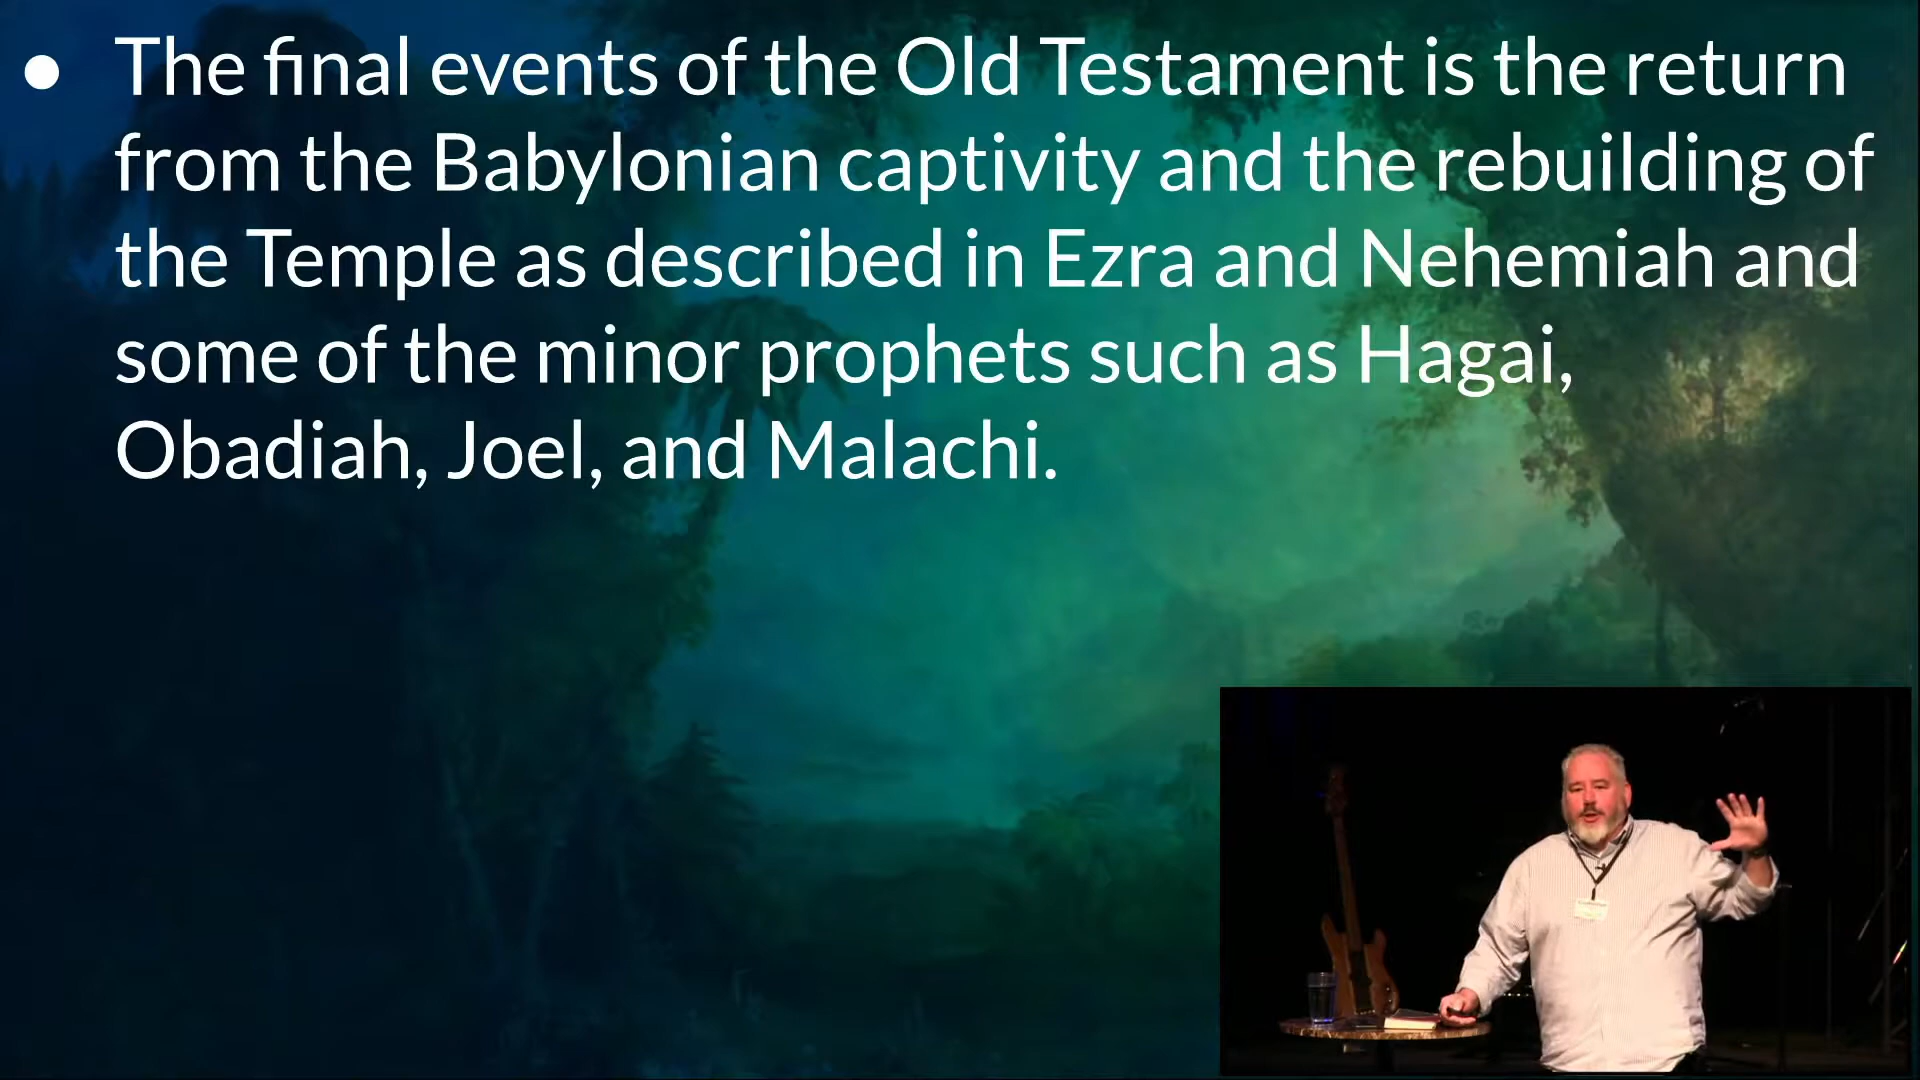 ● The final events of the Old Testament is the return
from the Babylonian captivity and the rebuilding of
the Temple as described in Ezra and Nehemiah and
some of the minor prophets such as Hagai,
Obadiah, Joel, and Malachi.